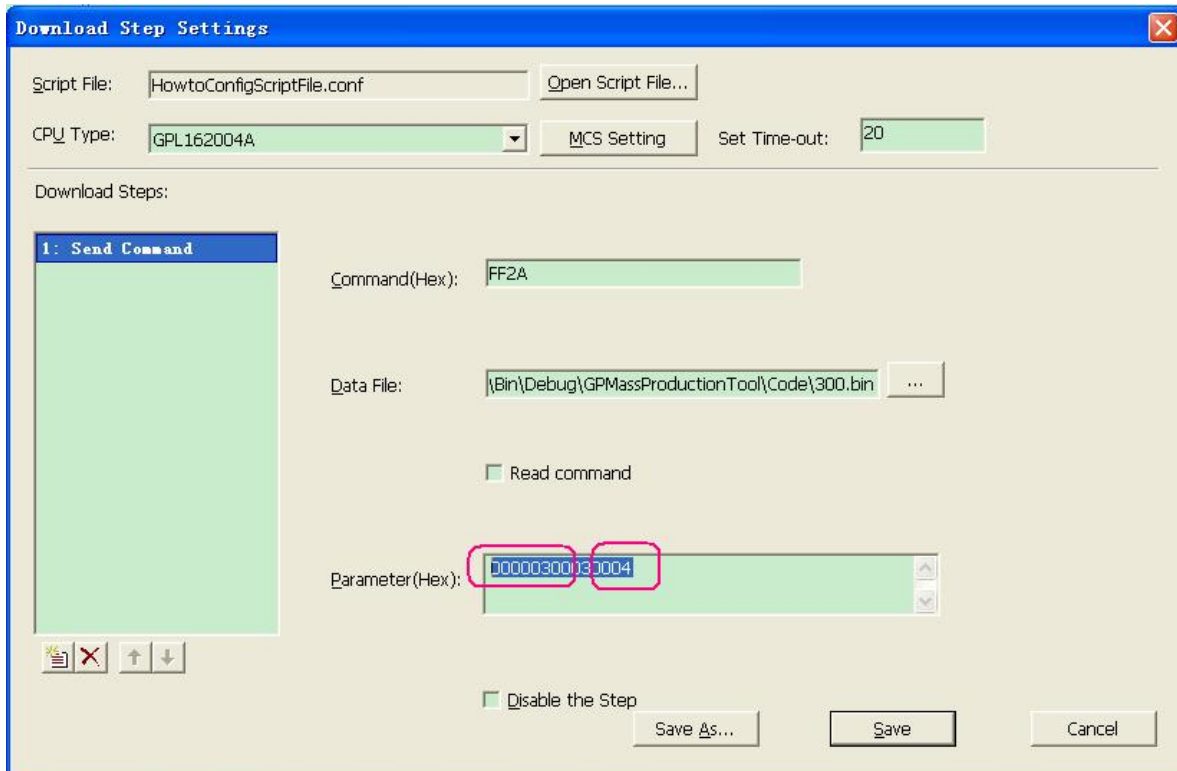 Download Step Settings
Script File: HowtoConfigScriptFile.conf Open Script File...
CPU Type: GPL162004A MCS Setting Set Time-out: 20
Download Steps:
1: Send Command
Command(Hex): FF2A
Data File: \Bin\Debug\GPMassProductionTool\Code\300.bin ...
Read command
Parameter(Hex): 00000300030004
Disable the Step
Save As... Save Cancel